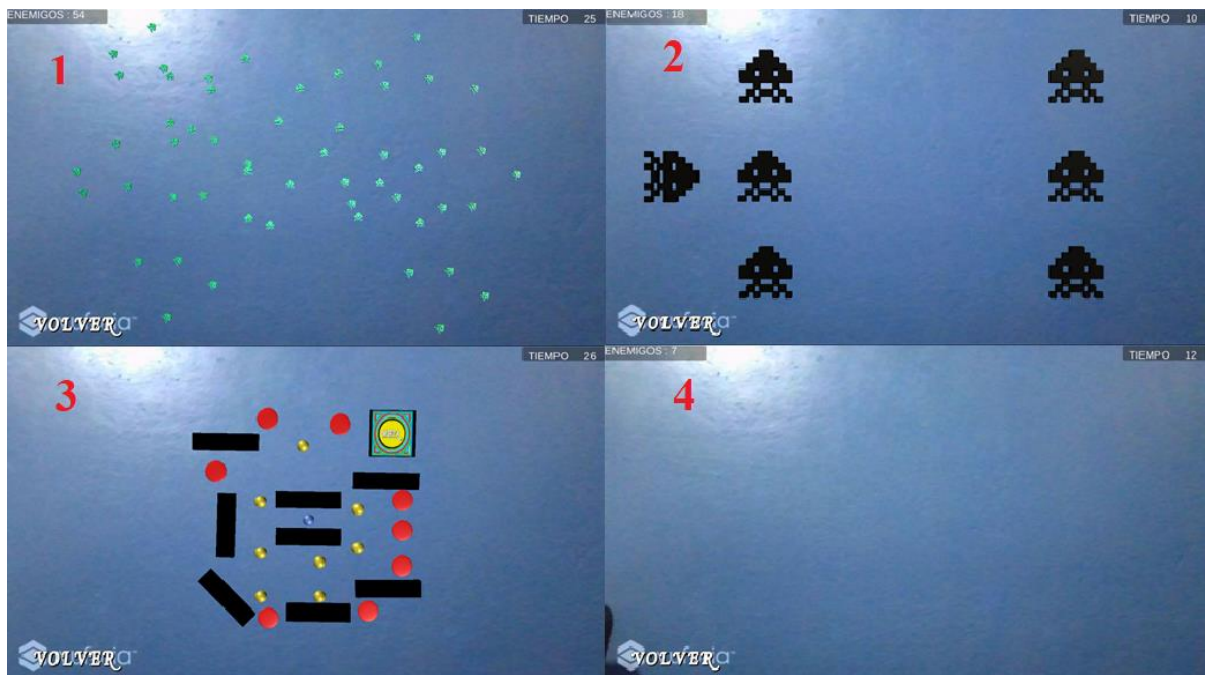 ENEMIGOS : 54
TIEMPO 25
1
VOLVER
ENEMIGOS : 18
TIEMPO 10
2
VOLVER
TIEMPO 26
3
VOLVER
ENEMIGOS : 7
TIEMPO 12
4
VOLVER